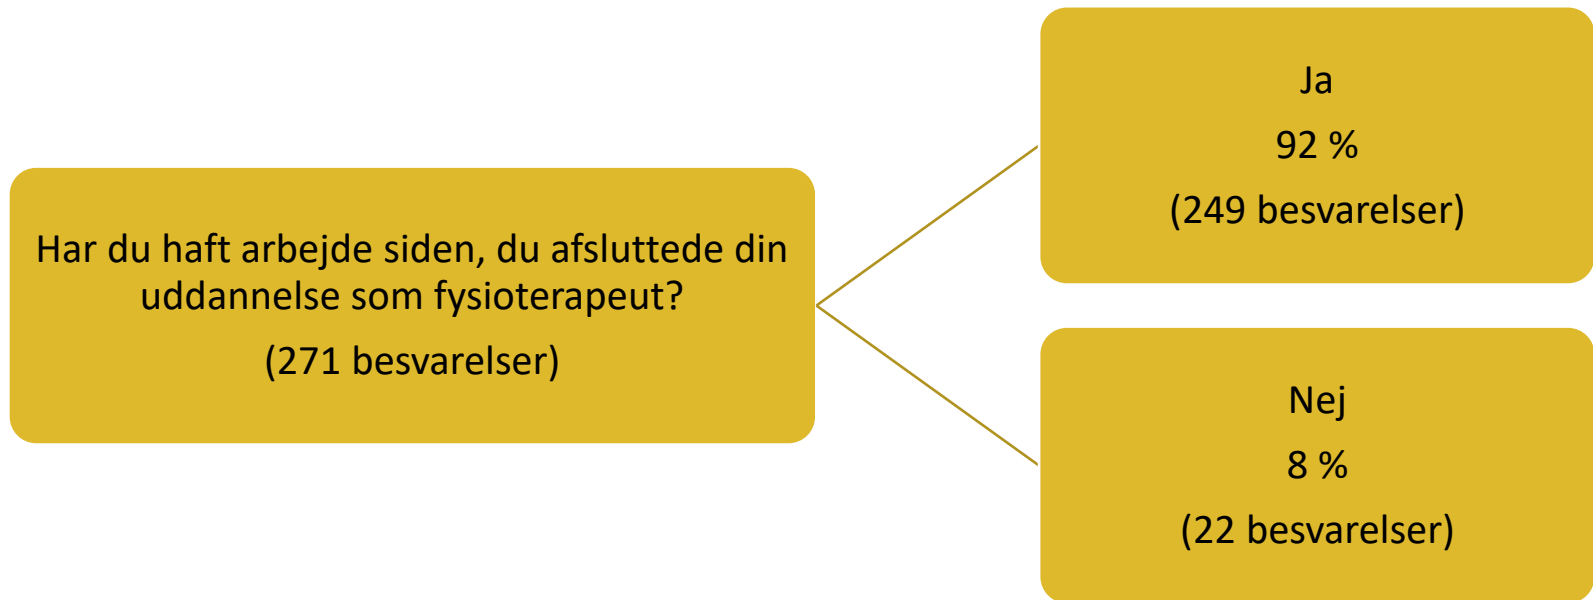 Har du haft arbejde siden, du afsluttede din
uddannelse som fysioterapeut?
(271 besvarelser)
Ja
92 %
(249 besvarelser)
Nej
8 %
(22 besvarelser)